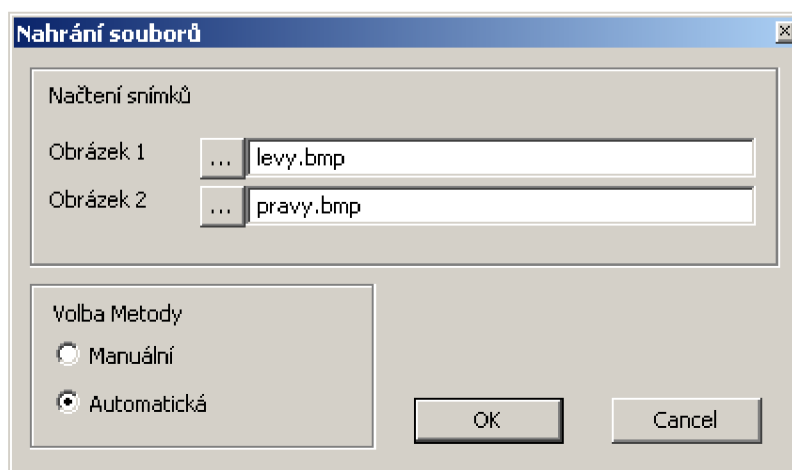 Nahrání souborů
Načtení snímků
Obrázek 1 ... levy.bmp
Obrázek 2 ... pravy.bmp
Volba Metody
Manuální
Automatická
OK Cancel